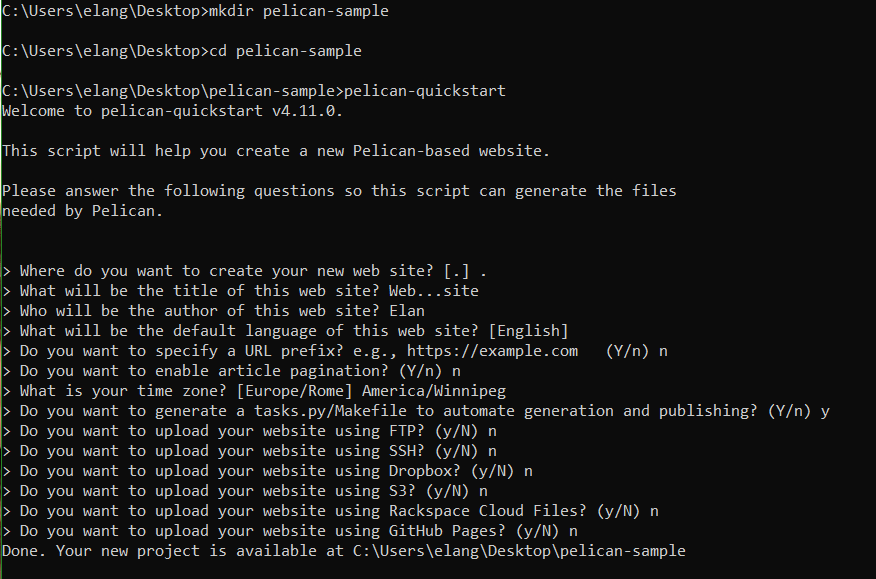 C:\Users\elang\Desktop>mkdir pelican-sample
C:\Users\elang\Desktop>cd pelican-sample
C:\Users\elang\Desktop\pelican-sample>pelican-quickstart
Welcome to pelican-quickstart v4.11.0.
This script will help you create a new Pelican-based website.
Please answer the following questions so this script can generate the files
needed by Pelican.
> Where do you want to create your new web site? [.] .
> What will be the title of this web site? Web...site
> Who will be the author of this web site? Elan
> What will be the default language of this web site? [English]
> Do you want to specify a URL prefix? e.g., https://example.com   (Y/n) n
> Do you want to enable article pagination? (Y/n) n
> What is your time zone? [Europe/Rome] America/Winnipeg
> Do you want to generate a tasks.py/Makefile to automate generation and publishing? (Y/n) y
> Do you want to upload your website using FTP? (y/N) n
> Do you want to upload your website using SSH? (y/N) n
> Do you want to upload your website using Dropbox? (y/N) n
> Do you want to upload your website using S3? (y/N) n
> Do you want to upload your website using Rackspace Cloud Files? (y/N) n
> Do you want to upload your website using GitHub Pages? (y/N) n
Done. Your new project is available at C:\Users\elang\Desktop\pelican-sample